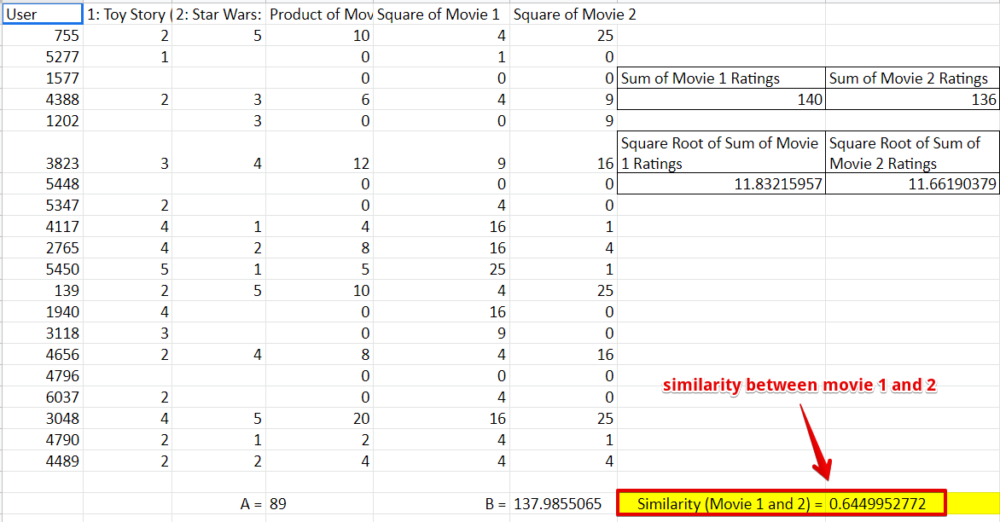 User 1: Toy Story ( 2: Star Wars: Product of Mov Square of Movie 1 Square of Movie 2
755 2 5 10 4 25
5277 1 0 1 0
1577 0 0 0 Sum of Movie 1 Ratings Sum of Movie 2 Ratings
4388 2 3 6 4 9 140 136
1202 3 0 0 9
Square Root of Sum of Movie Square Root of Sum of
3823 3 4 12 9 16 1 Ratings Movie 2 Ratings
5448 0 0 0 11.83215957 11.66190379
5347 2 0 4 0
4117 4 1 4 16 1
2765 4 2 8 16 4
5450 5 1 5 25 1
139 2 5 10 4 25
1940 4 0 16 0
3118 3 0 9 0
4656 2 4 8 4 16
4796 0 0 0
similarity between movie 1 and 2
6037 2 0 4 0
3048 4 5 20 16 25
4790 2 1 2 4 1
4489 2 2 4 4 4
A = 89 B = 137.9855065 Similarity (Movie 1 and 2) = 0.6449952772